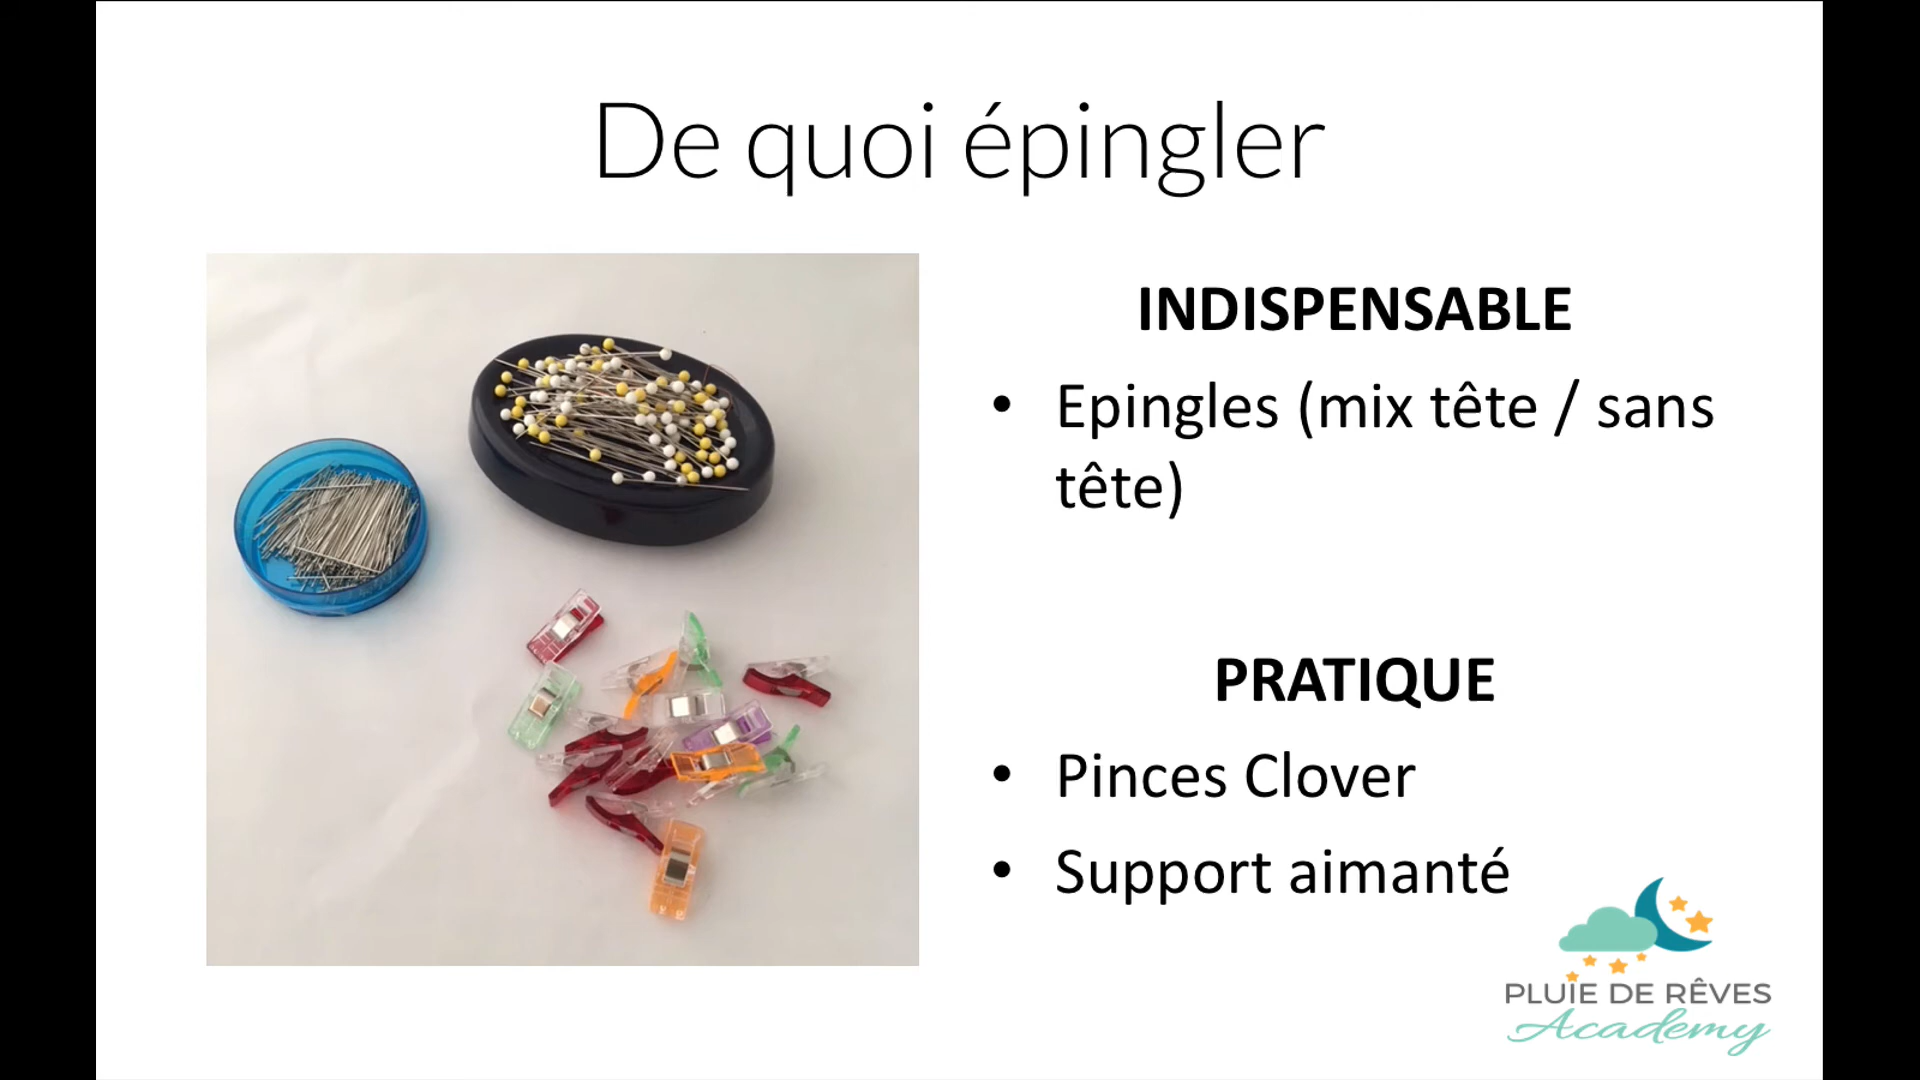 De quoi épingler
INDISPENSABLE
• Epingles (mix tête / sans
tête)
PRATIQUE
• Pinces Clover
• Support aimanté
PLUIE DE RÊVES
Academy